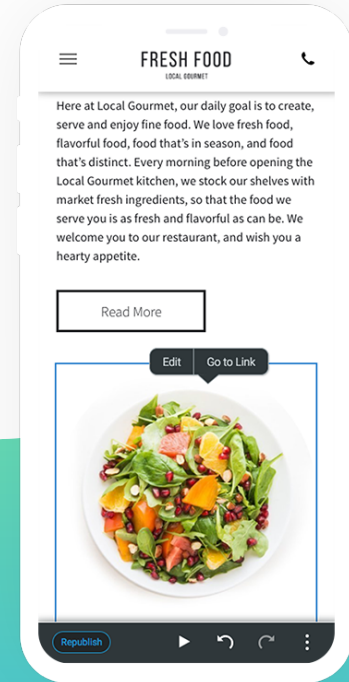 FRESH FOOD
LOCAL GOURMET
Here at Local Gourmet, our daily goal is to create,
serve and enjoy fine food. We love fresh food,
flavorful food, food that's in season, and food
that's distinct. Every morning before opening the
Local Gourmet kitchen, we stock our shelves with
market fresh ingredients, so that the food we
serve you is as fresh and flavorful as can be. We
welcome you to our restaurant, and wish you a
hearty appetite.
Read More
Edit Go to Link
Republish